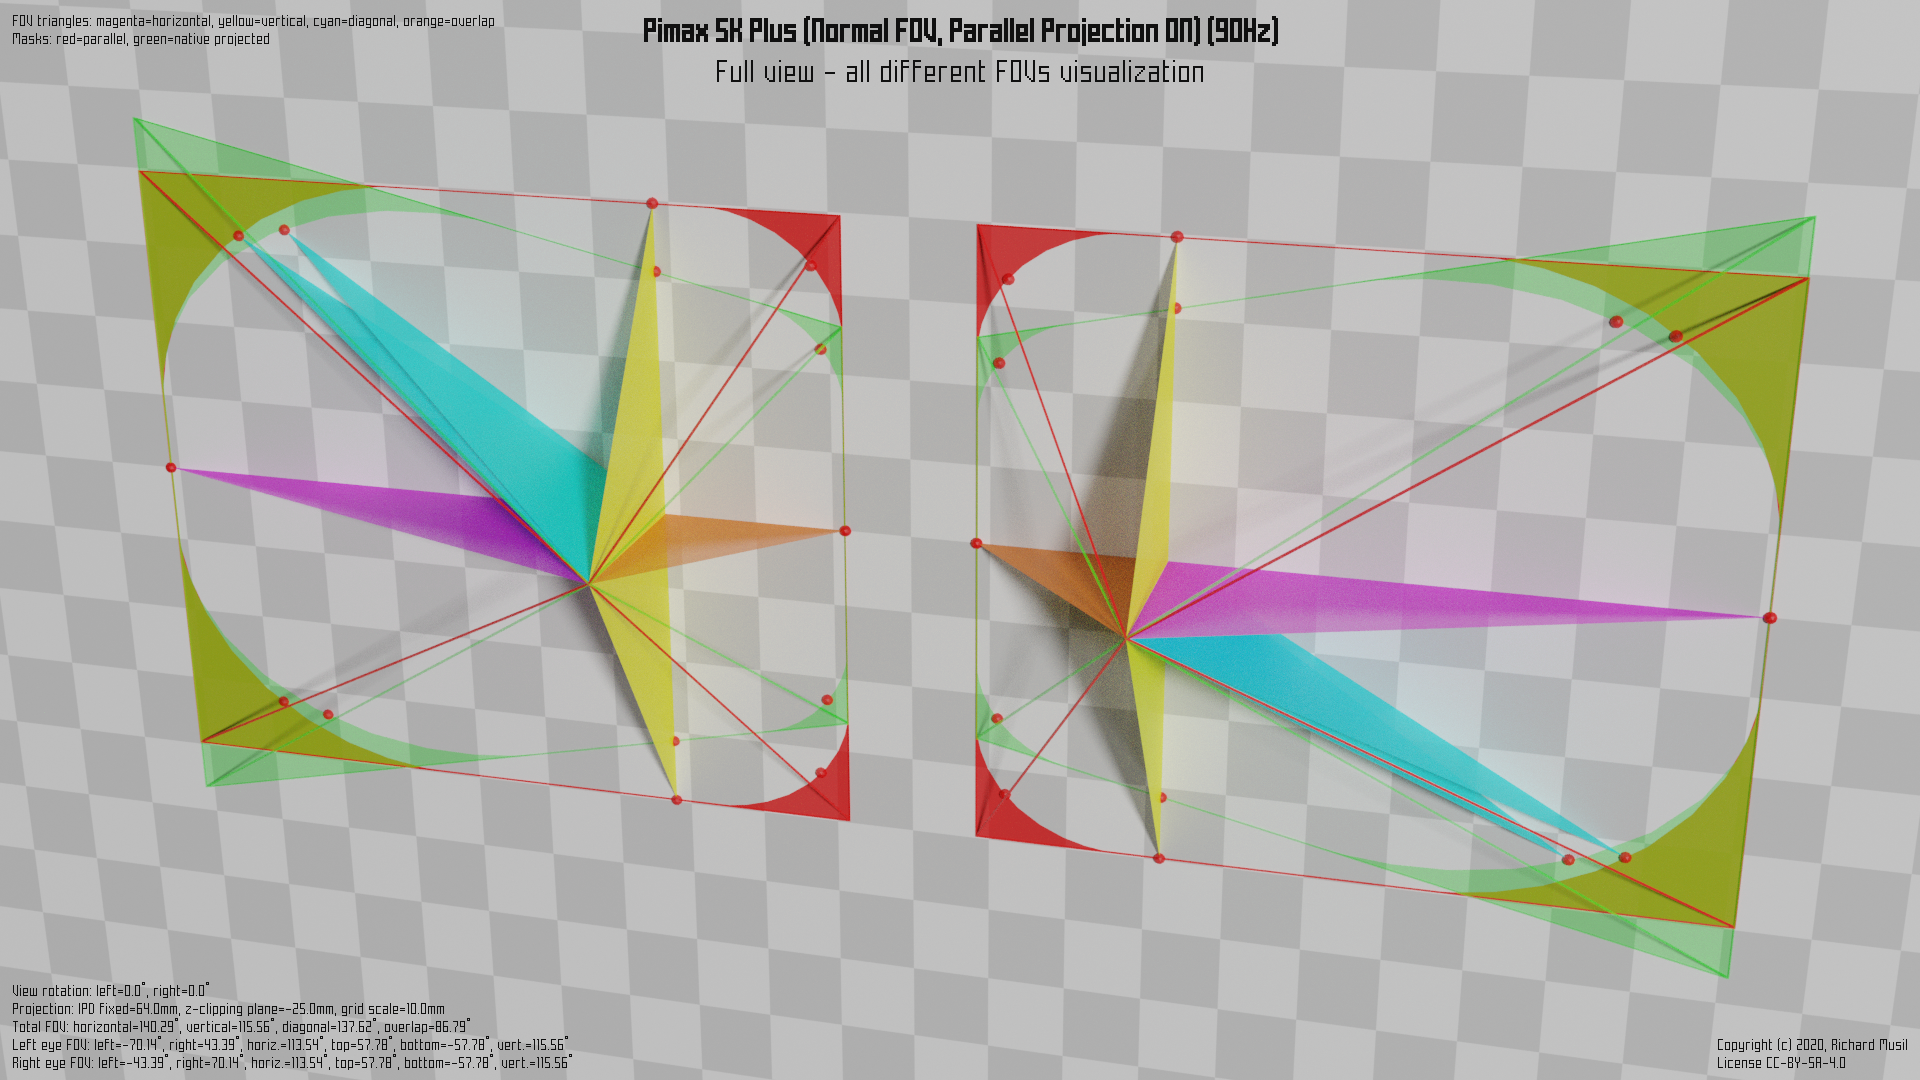 FOV triangles: magenta=horizontal, yellow=vertical, cyan=diagonal, orange=overlap
Masks: red=parallel, green=native projected
Pimax 5K Plus (Normal FOV, Parallel Projection ON) (90Hz)
Full view - all different FOVs visualization
View rotation: left=0.0°, right=0.0°
Projection: IPD fixed=64.0mm, z-clipping plane=-25.0mm, grid scale=10.0mm
Total FOV: horizontal=140.29°, vertical=115.56°, diagonal=137.62°, overlap=86.79°
Left eye FOV: left=-70.14°, right=43.39°, horiz.=113.54°, top=57.78°, bottom=-57.78°, vert.=115.56°
Right eye FOV: left=-43.39°, right=70.14°, horiz.=113.54°, top=57.78°, bottom=-57.78°, vert.=115.56°
Copyright (c) 2020, Richard Musil
License CC-BY-SA-4.0